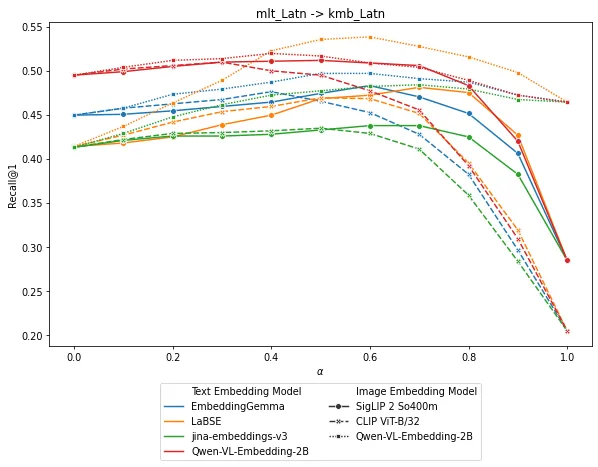 mlt_Latn -> kmb_Latn
Recall@1
0.55
0.50
0.45
0.40
0.35
0.30
0.25
0.20
0.0 0.2 0.4 0.6 0.8 1.0
α
Text Embedding Model Image Embedding Model
EmbeddingGemma SigLIP 2 So400m
LaBSE CLIP ViT-B/32
jina-embeddings-v3 Qwen-VL-Embedding-2B
Qwen-VL-Embedding-2B